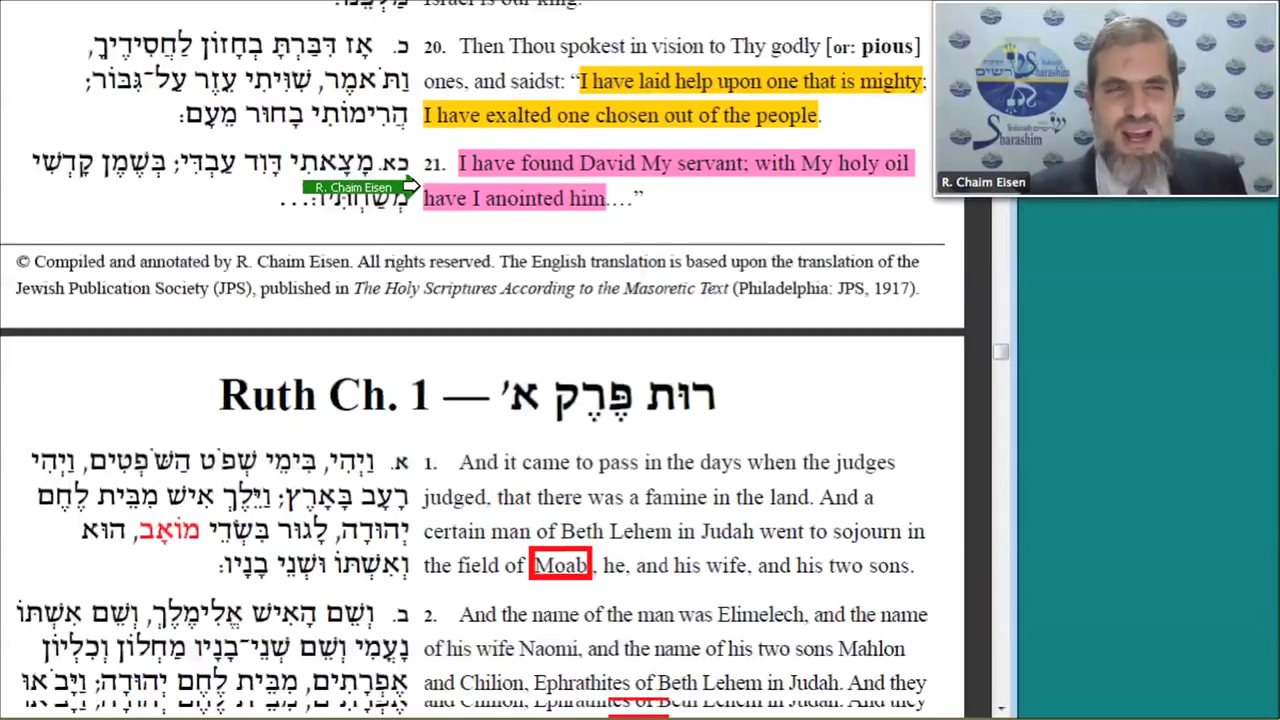 מַלְכֵּנוּ.
Israel is our king.
כ. אָז דִּבַּרְתָּ בְחָזוֹן לַחֲסִידֶיךָ,
וַתֹּאמֶר, שִׁוִּיתִי עֵזֶר עַל־גִּבּוֹר;
הֲרִימוֹתִי בָחוּר מֵעָם:
20. Then Thou spokest in vision to Thy godly [or: pious]
ones, and saidst: “I have laid help upon one that is mighty;
I have exalted one chosen out of the people.
כא. מָצָאתִי דָּוִד עַבְדִּי; בְּשֶׁמֶן קָדְשִׁי
מְשַׁחְתִּיו:...
21. I have found David My servant; with My holy oil
have I anointed him....”
R. Chaim Eisen
© Compiled and annotated by R. Chaim Eisen. All rights reserved. The English translation is based upon the translation of the
Jewish Publication Society (JPS), published in The Holy Scriptures According to the Masoretic Text (Philadelphia: JPS, 1917).
Ruth Ch. 1 — רוּת פֶּרֶק א׳
א. וַיְהִי, בִּימֵי שְׁפֹט הַשֹּׁפְטִים, וַיְהִי
רָעָב בָּאָרֶץ; וַיֵּלֶךְ אִישׁ מִבֵּית לֶחֶם
יְהוּדָה, לָגוּר בִּשְׂדֵי מוֹאָב, הוּא
וְאִשְׁתּוֹ וּשְׁנֵי בָנָיו:
1. And it came to pass in the days when the judges
judged, that there was a famine in the land. And a
certain man of Beth Lehem in Judah went to sojourn in
the field of Moab, he, and his wife, and his two sons.
ב. וְשֵׁם הָאִישׁ אֱלִימֶלֶךְ, וְשֵׁם אִשְׁתּוֹ
נָעֳמִי וְשֵׁם שְׁנֵי־בָנָיו מַחְלוֹן וְכִלְיוֹן
אֶפְרָתִים, מִבֵּית לֶחֶם יְהוּדָה; וַיָּבֹאוּ
2. And the name of the man was Elimelech, and the name
of his wife Naomi, and the name of his two sons Mahlon
and Chilion, Ephrathites of Beth Lehem in Judah. And they
Yeshivath
Sharashim
שרשים
R. Chaim Eisen